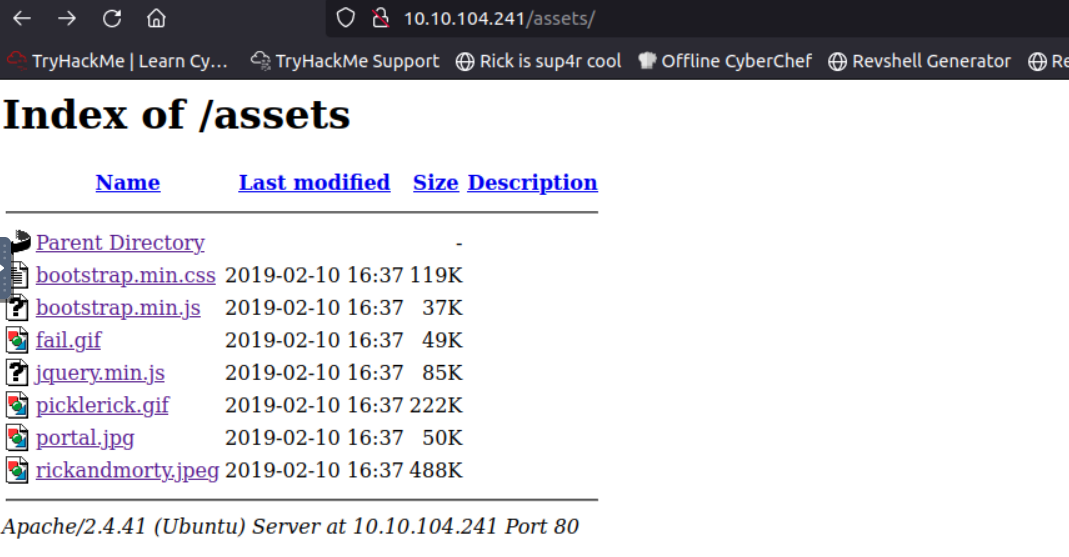 10.10.104.241/assets/
TryHackMe | Learn Cy... TryHackMe Support Rick is sup4r cool Offline CyberChef Revshell Generator Re
Index of /assets
Name Last modified Size Description
Parent Directory -
bootstrap.min.css 2019-02-10 16:37 119K
bootstrap.min.js 2019-02-10 16:37 37K
fail.gif 2019-02-10 16:37 49K
jquery.min.js 2019-02-10 16:37 85K
picklerick.gif 2019-02-10 16:37 222K
portal.jpg 2019-02-10 16:37 50K
rickandmorty.jpeg 2019-02-10 16:37 488K
Apache/2.4.41 (Ubuntu) Server at 10.10.104.241 Port 80